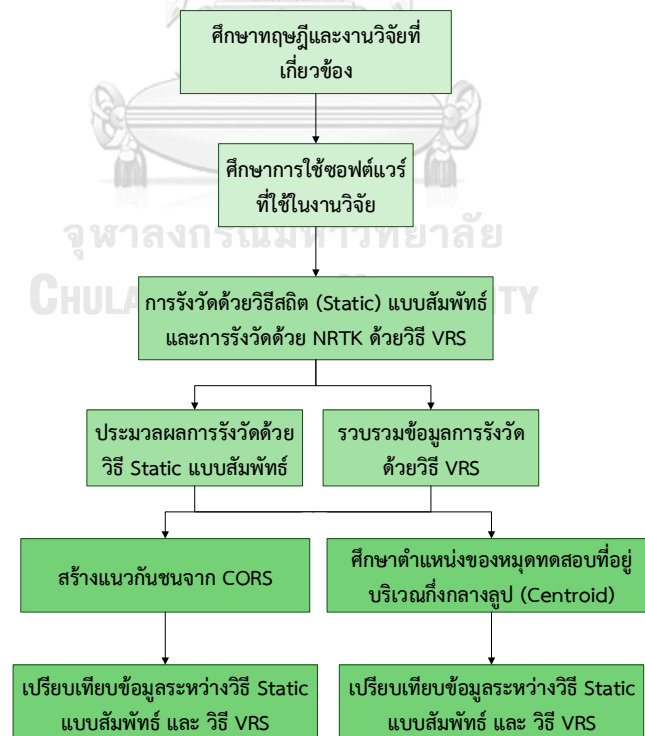 ศึกษาทฤษฎีและงานวิจัยที่
เกี่ยวข้อง
ศึกษาการใช้ซอฟต์แวร์
ที่ใช้ในงานวิจัย
จุฬาลงกรณ์มหาวิทยาลัย
CHULA
ITY
การรังวัดด้วยวิธีสถิต (Static) แบบสัมพัทธ์
และการรังวัดด้วย NRTK ด้วยวิธี VRS
ประมวลผลการรังวัดด้วย
วิธี Static แบบสัมพัทธ์
รวบรวมข้อมูลการรังวัด
ด้วยวิธี VRS
สร้างแนวกันชนจาก CORS
ศึกษาตำแหน่งของหมุดทดสอบที่อยู่
บริเวณกึ่งกลางลูป (Centroid)
เปรียบเทียบข้อมูลระหว่างวิธี Static
แบบสัมพัทธ์ และ วิธี VRS
เปรียบเทียบข้อมูลระหว่างวิธี Static
แบบสัมพัทธ์ และ วิธี VRS